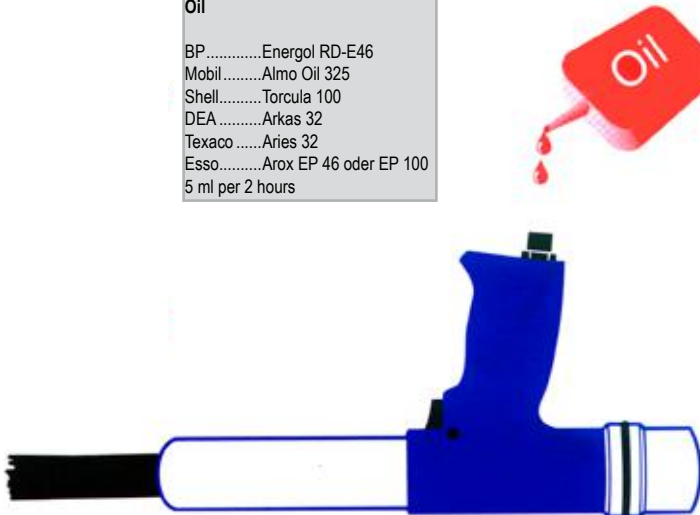 Oil
BP.............Energol RD-E46
Mobil.........Almo Oil 325
Shell..........Torcula 100
DEA..........Arkas 32
Texaco......Aries 32
Esso..........Arox EP 46 oder EP 100
5 ml per 2 hours
Oil